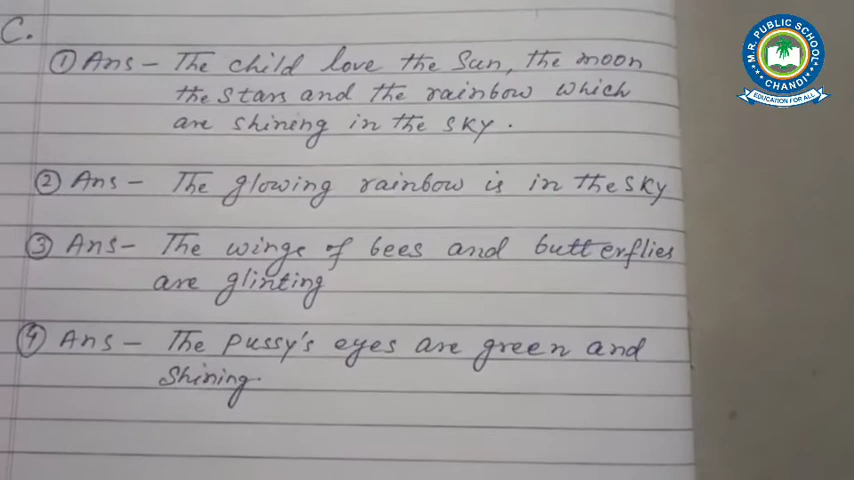 C.
① Ans – The child love the Sun, the moon
the stars and the rainbow which
are shining in the sky.
② Ans – The glowing rainbow is in the sky
③ Ans – The wings of bees and butterflies
are glinting
④ Ans – The pussy's eyes are green and
Shining.
M.R. PUBLIC SCHOOL
CHANDI
EDUCATION FOR ALL